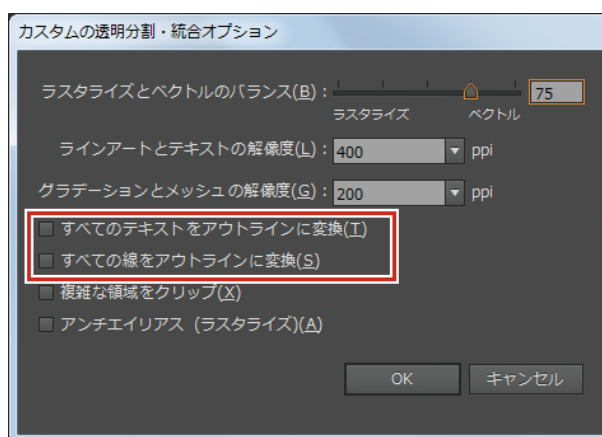 カスタムの透明分割・統合オプション
ラスタライズとベクトルのバランス(B)： 75
ラスタライズ ベクトル
ラインアートとテキストの解像度(L)： 400 ppi
グラデーションとメッシュの解像度(G)： 200 ppi
すべてのテキストをアウトラインに変換(T)
すべての線をアウトラインに変換(S)
複雑な領域をクリップ(X)
アンチエイリアス (ラスタライズ)(A)
OK キャンセル